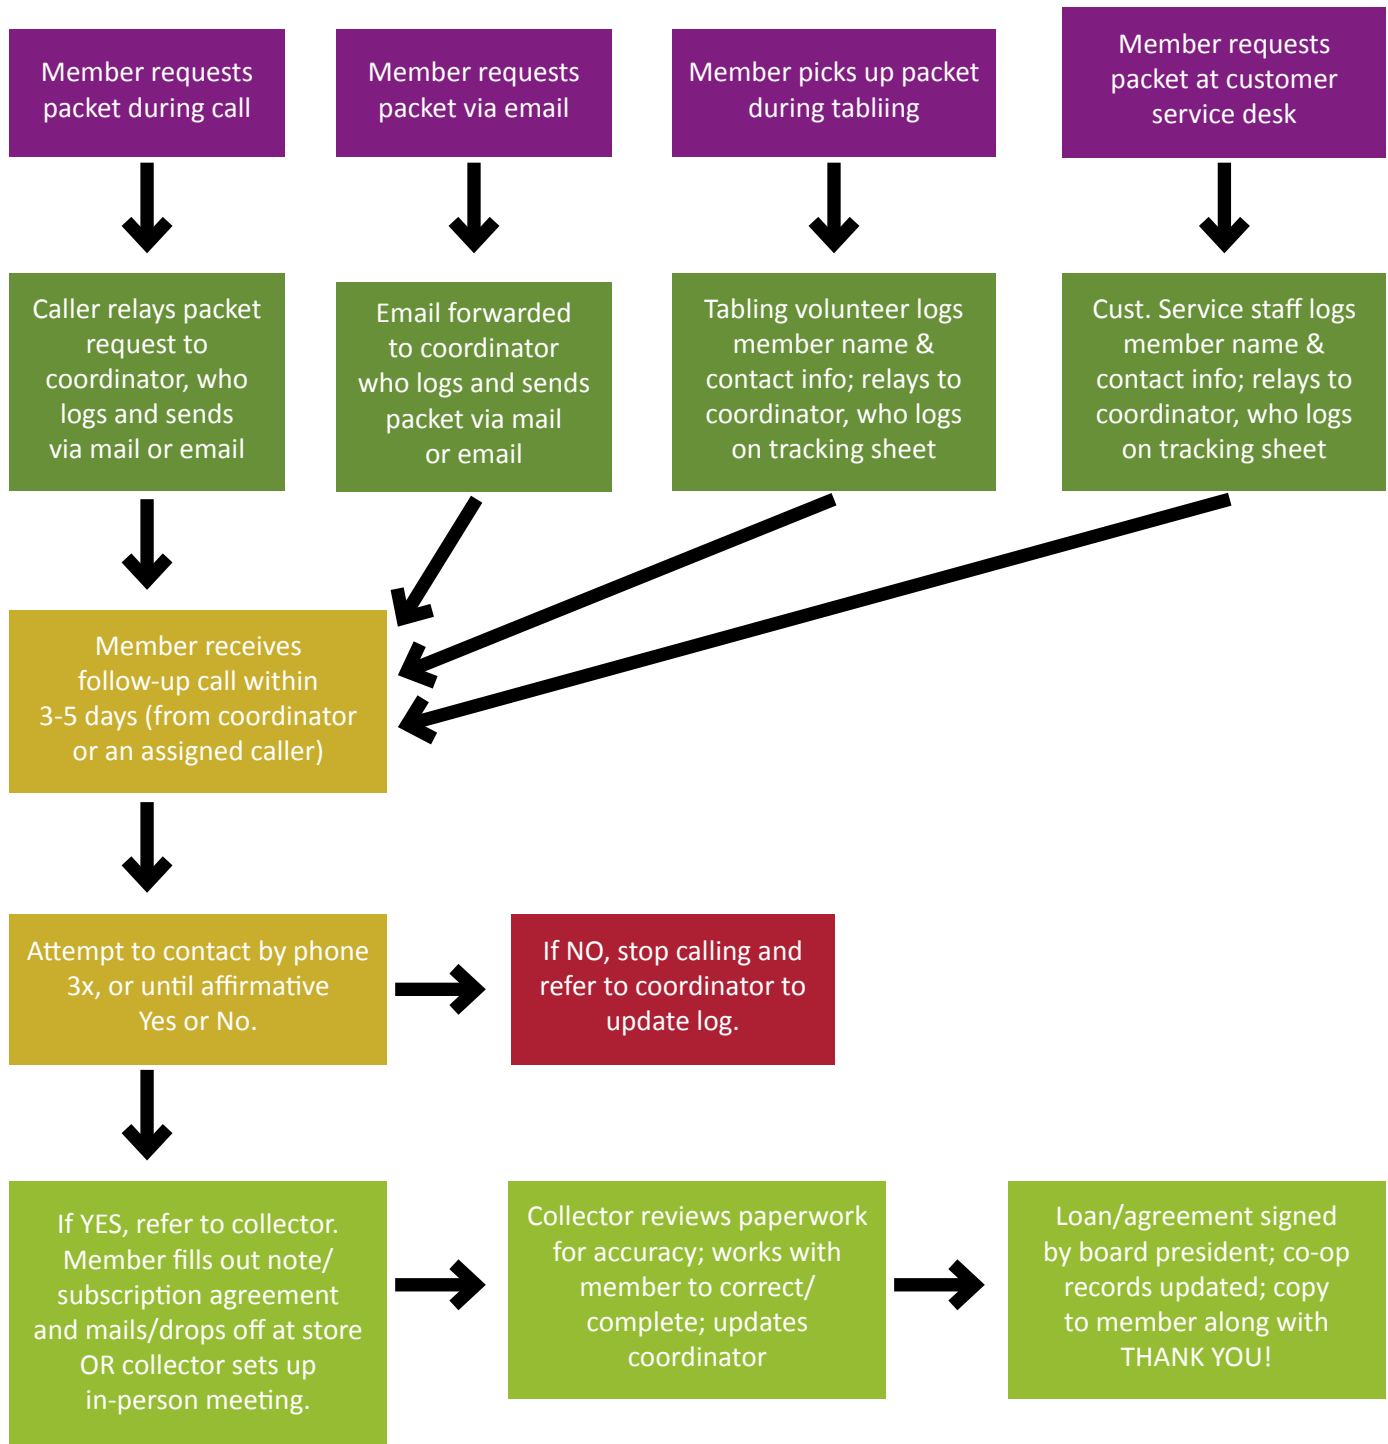 Member requests
packet during call
Member requests
packet via email
Member picks up packet
during tabliing
Member requests
packet at customer
service desk
Caller relays packet
request to
coordinator, who
logs and sends
via mail or email
Email forwarded
to coordinator
who logs and sends
packet via mail
or email
Tabling volunteer logs
member name &
contact info; relays to
coordinator, who logs
on tracking sheet
Cust. Service staff logs
member name &
contact info; relays to
coordinator, who logs
on tracking sheet
Member receives
follow-up call within
3-5 days (from coordinator
or an assigned caller)
Attempt to contact by phone
3x, or until affirmative
Yes or No.
If NO, stop calling and
refer to coordinator to
update log.
If YES, refer to collector.
Member fills out note/
subscription agreement
and mails/drops off at store
OR collector sets up
in-person meeting.
Collector reviews paperwork
for accuracy; works with
member to correct/
complete; updates
coordinator
Loan/agreement signed
by board president; co-op
records updated; copy
to member along with
THANK YOU!